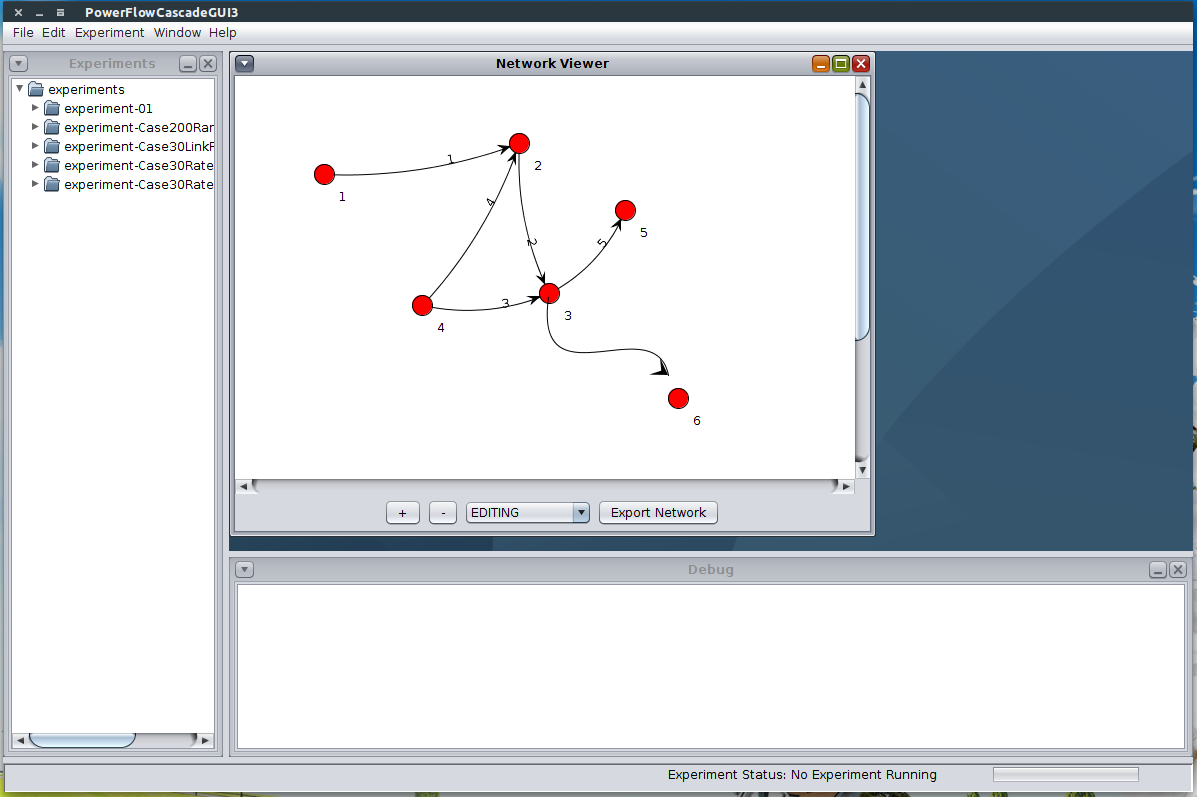 PowerFlowCascadeGUI3
File Edit Experiment Window Help
Experiments
experiments
experiment-01
experiment-Case200Rar
experiment-Case30LinkF
experiment-Case30Rate
experiment-Case30Rate
Network Viewer
1
2
1
4
5
2
5
3
3
4
6
+ - EDITING Export Network
Debug
Experiment Status: No Experiment Running